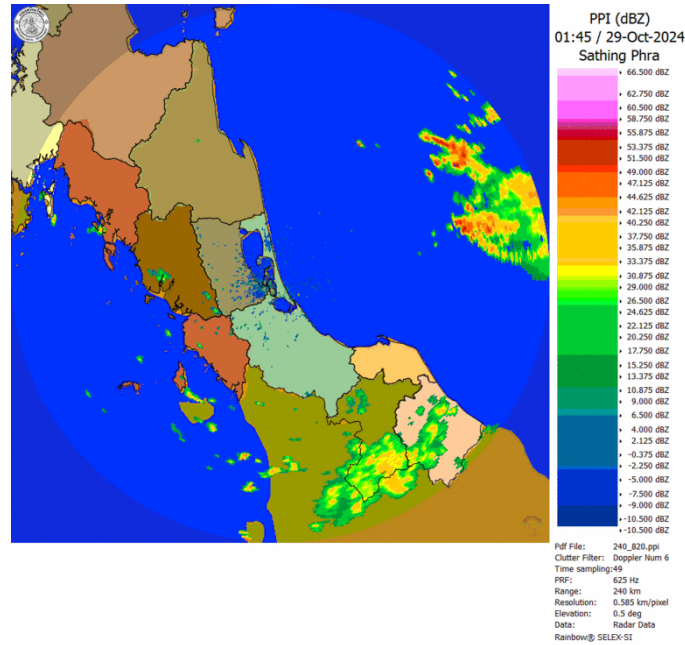 PPI (dBZ)
01:45 / 29-Oct-2024
Sathing Phra
66.500 dBZ
62.750 dBZ
60.500 dBZ
58.750 dBZ
55.875 dBZ
53.375 dBZ
51.500 dBZ
49.000 dBZ
47.125 dBZ
44.625 dBZ
42.125 dBZ
40.250 dBZ
37.750 dBZ
35.875 dBZ
33.375 dBZ
30.875 dBZ
29.000 dBZ
26.500 dBZ
24.625 dBZ
22.125 dBZ
20.250 dBZ
17.750 dBZ
15.250 dBZ
13.375 dBZ
10.875 dBZ
9.000 dBZ
6.500 dBZ
4.000 dBZ
2.125 dBZ
-0.375 dBZ
-2.250 dBZ
-5.000 dBZ
-7.500 dBZ
-9.000 dBZ
-10.500 dBZ
-10.500 dBZ
Pdf File: 240_820.ppi
Clutter Filter: Doppler Num 6
Time sampling:49
PRF: 625 Hz
Range: 240 km
Resolution: 0.585 km/pixel
Elevation: 0.5 deg
Data: Radar Data
Rainbow® SELEX-SI